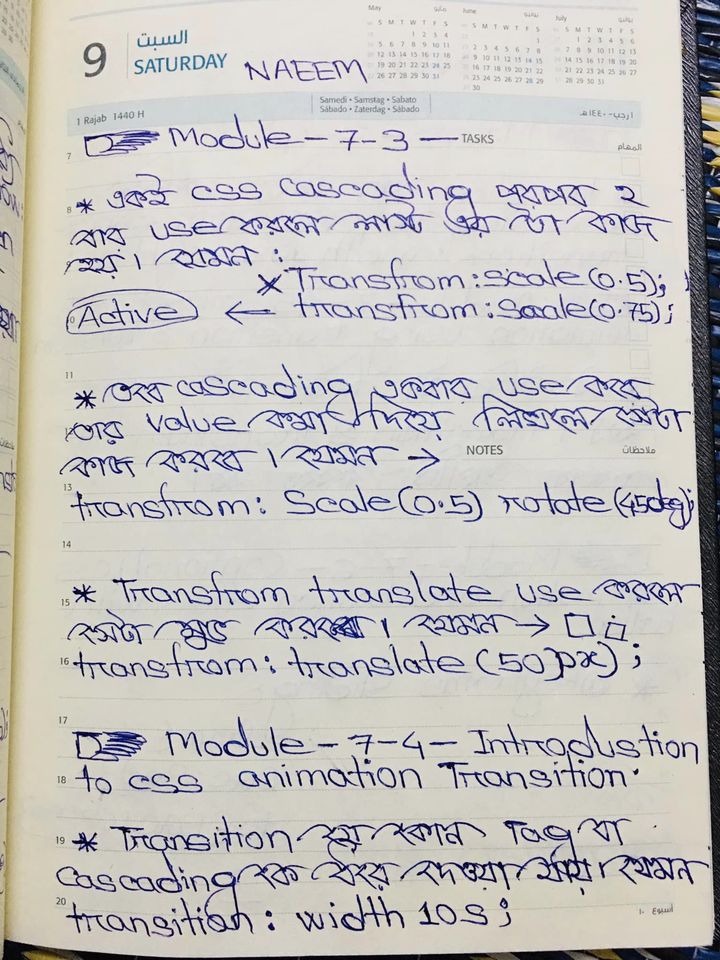 May مايو June يونيو July يوليو
S M T W T F S S M T W T F S S M T W T F S
1 2 3 4 1 1 2 3 4 5 6
5 6 7 8 9 10 11 2 3 4 5 6 7 8 7 8 9 10 11 12 13
12 13 14 15 16 17 18 9 10 11 12 13 14 15 14 15 16 17 18 19 20
19 20 21 22 23 24 25 16 17 18 19 20 21 22 21 22 23 24 25 26 27
26 27 28 29 30 31 23 24 25 26 27 28 29 28 29 30 31
30
9 السبت
SATURDAY NAEEM
Samedi • Samstag • Sabato
Sábado • Zaterdag • Sábado
1 Rajab 1440 H ١ رجب ١٤٤٠هـ
7 Module - 7-3 — TASKS المهام
8 * একই css cascading পরপর ২
বার use করলে লাস্ট এর টা কাজ
হয়। যেমন :
x Transfrom : scale (0.5);
Active ← transfrom : Scale (0.75);
11
* তবে cascading একবার use করে
তার value কমা দিয়ে লিখলে সেটা
কাজ করবে। যেমন → NOTES ملاحظات
13
transfrom : Scale (0.5) rotate (45deg);
14
15 * Transfrom translate use করলে
সেটা মুভ করবে। যেমন →
16 transfrom : translate (50px);
17
Module - 7-4 - Introdustion
18 to css animation Transition.
19 * Transition হয় কোন Tag বা
Cascading কে ধরে দেওয়া যায়। যেমন
20 transition : width 10s; أسبوع ١٠